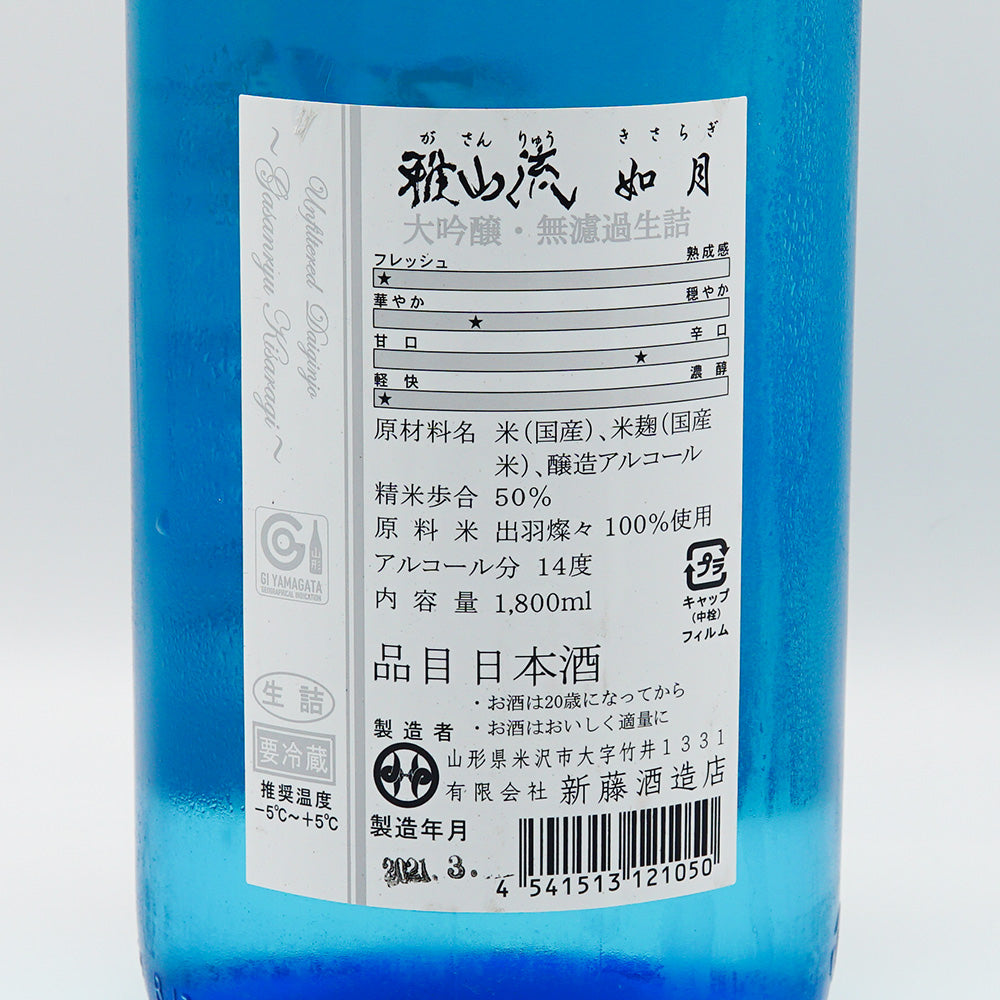 ~Unfiltered Daiginjo
Gasanryu Kisaragi~
GI YAMAGATA
GEOGRAPHICAL INDICATION
山形
生詰
要冷蔵
推奨温度
−5℃〜+5℃
がさんりゅう きさらぎ
雅山流 如月
大吟醸・無濾過生詰
フレッシュ 熟成感
★
華やか 穏やか
★
甘口 辛口
★
軽快 濃醇
★
原材料名 米(国産)、米麹(国産
米)、醸造アルコール
精米歩合 50%
原料米 出羽燦々 100%使用
アルコール分 14度
内容量 1,800ml
プラ
キャップ
(中栓)
フィルム
品目 日本酒
・お酒は20歳になってから
・お酒はおいしく適量に
製造者
山形県米沢市大字竹井1331
有限会社 新藤酒造店
製造年月
2021. 3.
4 541513 121050